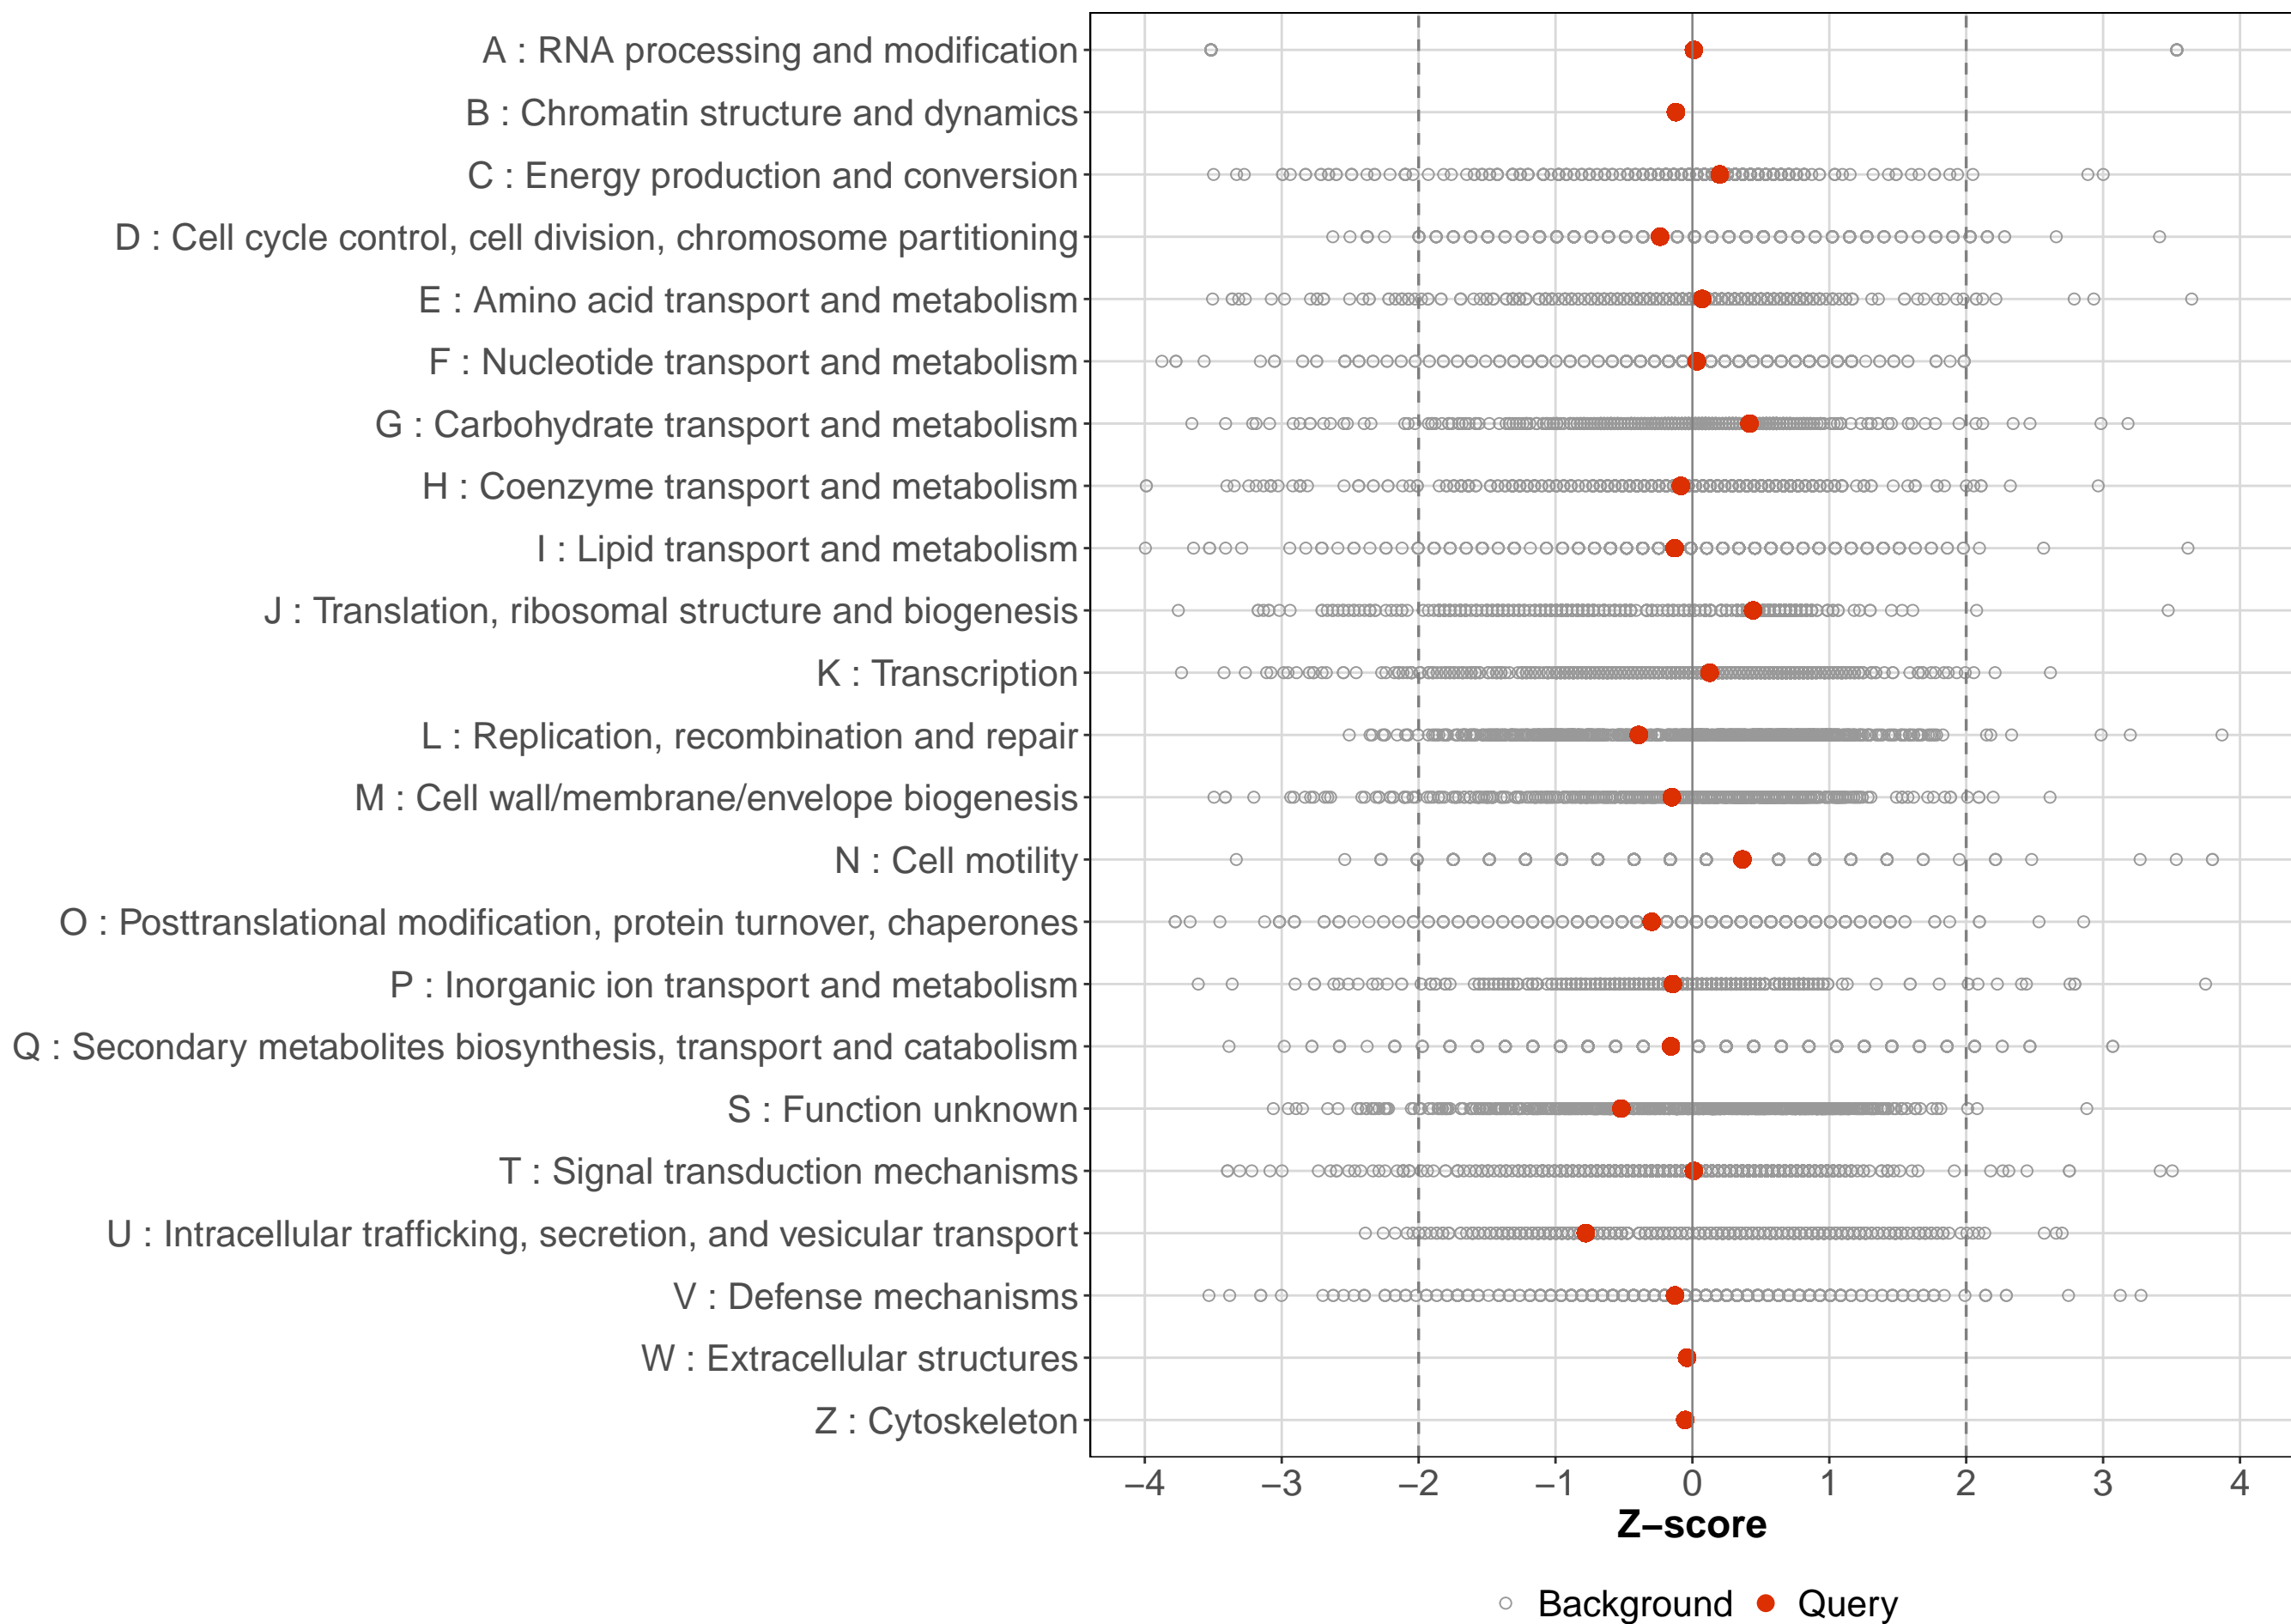 A : RNA processing and modification
B : Chromatin structure and dynamics
C : Energy production and conversion
D : Cell cycle control, cell division, chromosome partitioning
E : Amino acid transport and metabolism
F : Nucleotide transport and metabolism
G : Carbohydrate transport and metabolism
H : Coenzyme transport and metabolism
I : Lipid transport and metabolism
J : Translation, ribosomal structure and biogenesis
K : Transcription
L : Replication, recombination and repair
M : Cell wall/membrane/envelope biogenesis
N : Cell motility
O : Posttranslational modification, protein turnover, chaperones
P : Inorganic ion transport and metabolism
Q : Secondary metabolites biosynthesis, transport and catabolism
S : Function unknown
T : Signal transduction mechanisms
U : Intracellular trafficking, secretion, and vesicular transport
V : Defense mechanisms
W : Extracellular structures
Z : Cytoskeleton
−4 −3 −2 −1 0 1 2 3 4
Z−score
Background Query